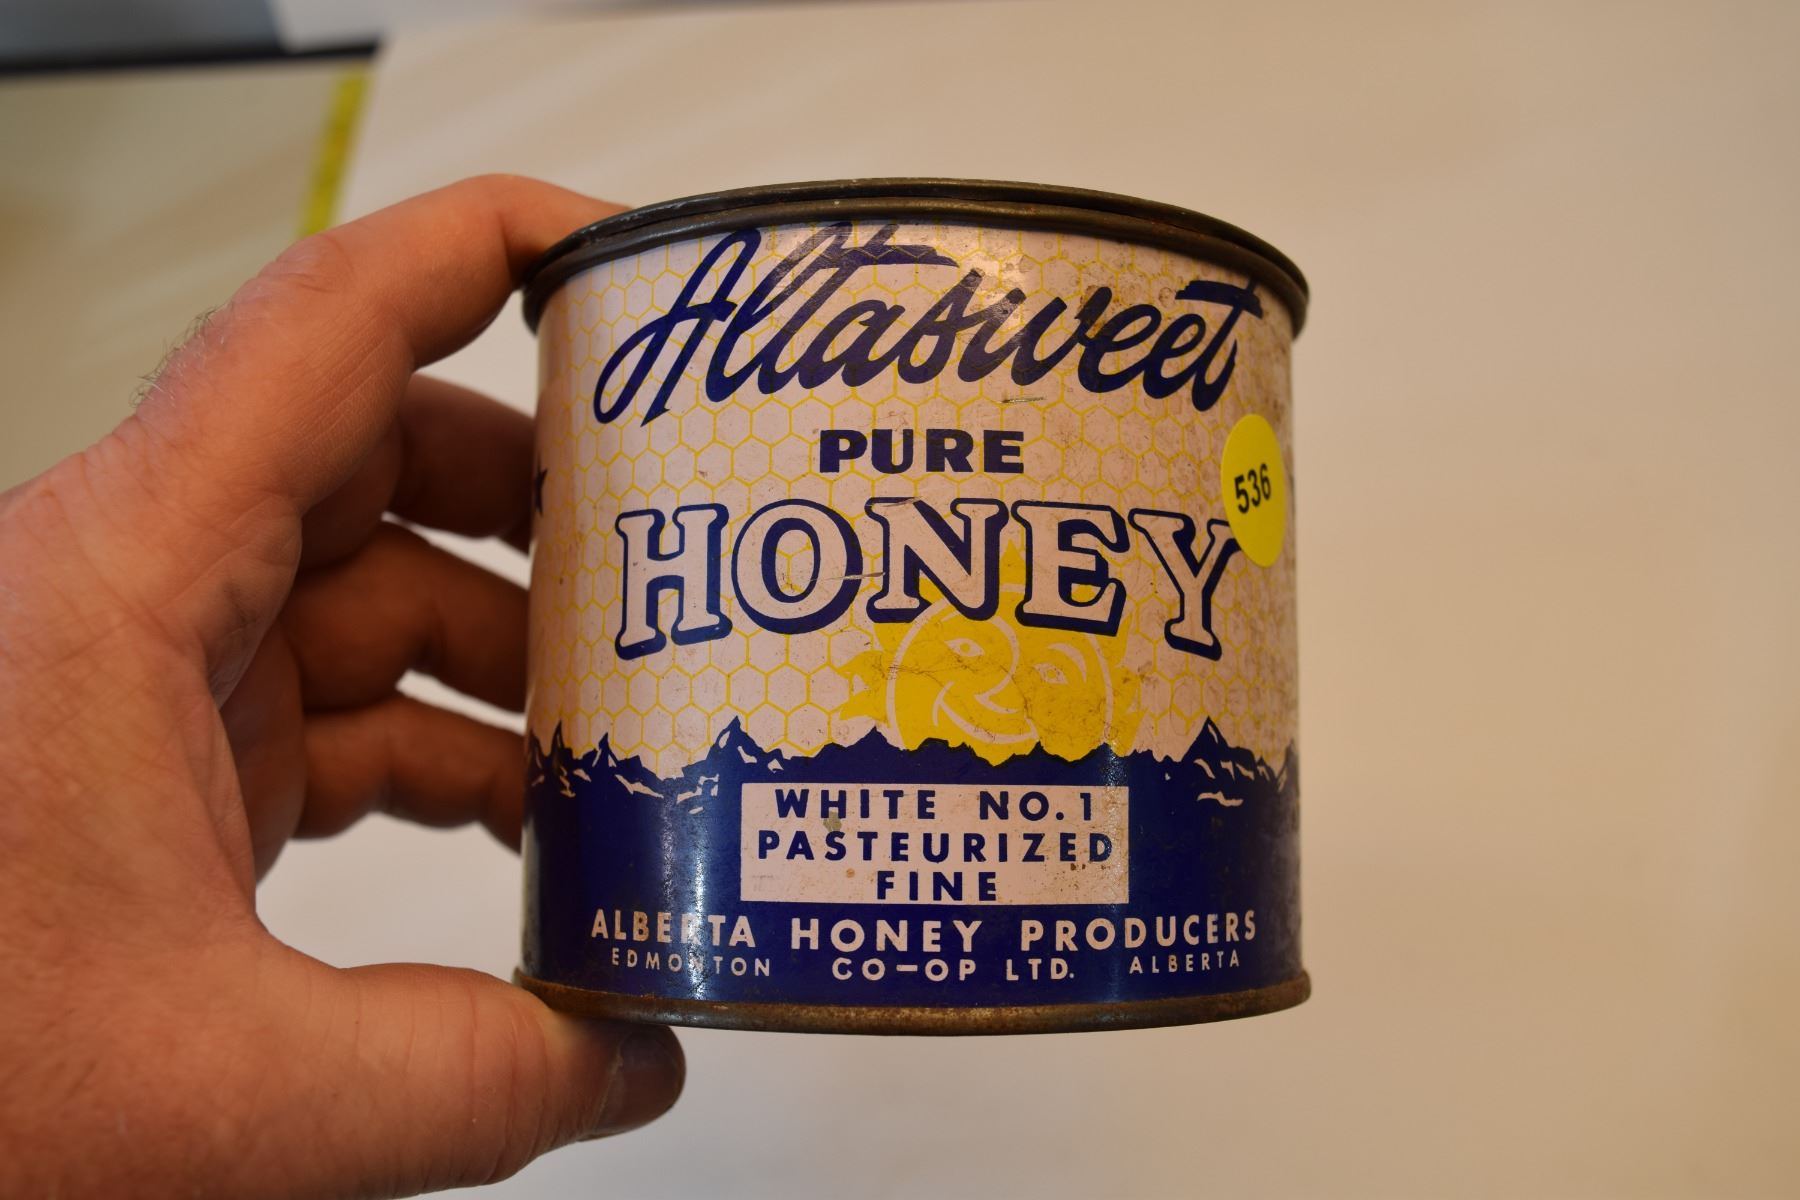 Altasweet
PURE
HONEY
536
WHITE NO. 1
PASTEURIZED
FINE
ALBERTA HONEY PRODUCERS
EDMONTON CO-OP LTD. ALBERTA